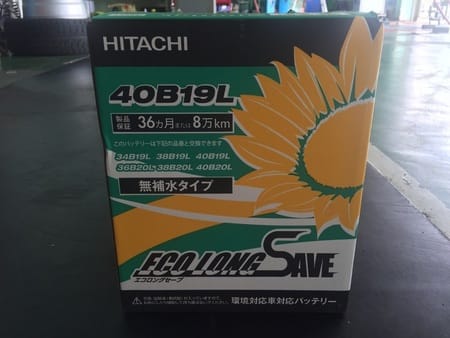 HITACHI
40B19L
製品保証 36カ月または8万km
このバッテリーは下記の品番と交換できます
34B19L 38B19L 40B19L
36B20L 38B20L 40B20L
無補水タイプ
ECO LONG SAVE
エコロングセーブ
環境対応車対応バッテリー